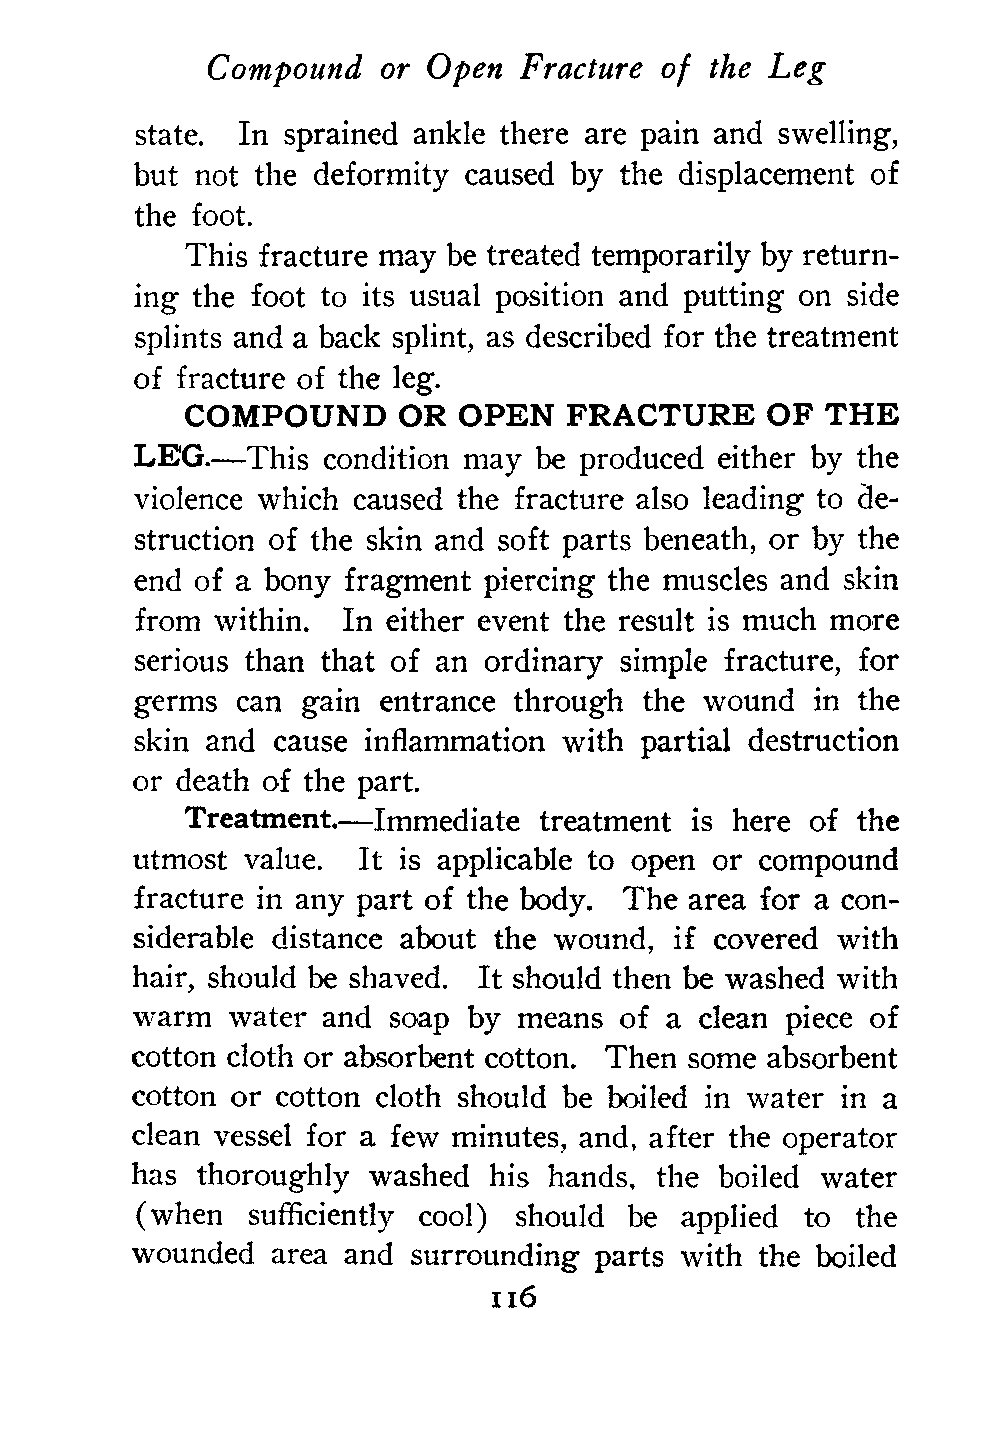 Compound or Open Fracture of the Leg
state. In sprained ankle there are pain and swelling,
but not the deformity caused by the displacement of
the foot.
This fracture may be treated temporarily by return-
ing the foot to its usual position and putting on side
splints and a back splint, as described for the treatment
of fracture of the leg.
COMPOUND OR OPEN FRACTURE OF THE
LEG.—This condition may be produced either by the
violence which caused the fracture also leading to de-
struction of the skin and soft parts beneath, or by the
end of a bony fragment piercing the muscles and skin
from within. In either event the result is much more
serious than that of an ordinary simple fracture, for
germs can gain entrance through the wound in the
skin and cause inflammation with partial destruction
or death of the part.
Treatment.—Immediate treatment is here of the
utmost value. It is applicable to open or compound
fracture in any part of the body. The area for a con-
siderable distance about the wound, if covered with
hair, should be shaved. It should then be washed with
warm water and soap by means of a clean piece of
cotton cloth or absorbent cotton. Then some absorbent
cotton or cotton cloth should be boiled in water in a
clean vessel for a few minutes, and, after the operator
has thoroughly washed his hands, the boiled water
(when sufficiently cool) should be applied to the
wounded area and surrounding parts with the boiled
116